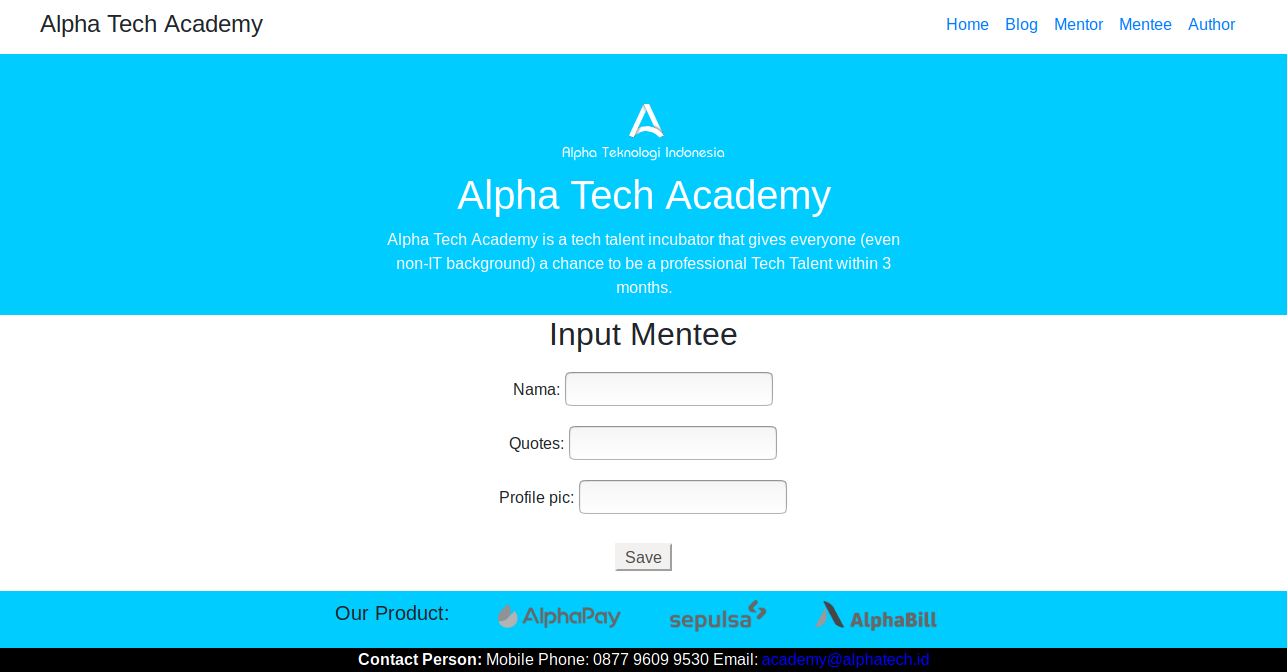 Alpha Tech Academy
Home Blog Mentor Mentee Author
Alpha Teknologi Indonesia
Alpha Tech Academy
Alpha Tech Academy is a tech talent incubator that gives everyone (even
non-IT background) a chance to be a professional Tech Talent within 3
months.
Input Mentee
Nama:
Quotes:
Profile pic:
Save
Our Product: AlphaPay sepulsa AlphaBill
Contact Person: Mobile Phone: 0877 9609 9530 Email: academy@alphatech.id